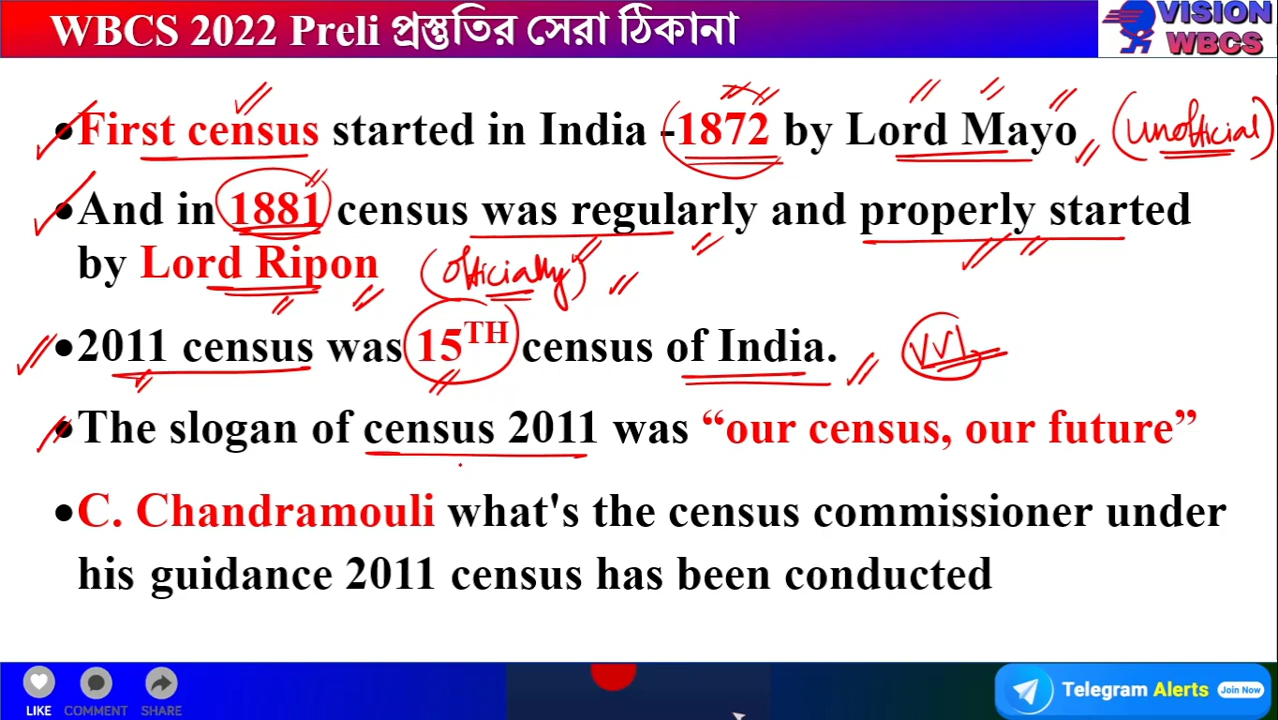 WBCS 2022 Preli প্রস্তুতির সেরা ঠিকানা
VISION
WBCS
•First census started in India -1872 by Lord Mayo (unofficial)
•And in 1881 census was regularly and properly started
by Lord Ripon (officially)
•2011 census was 15TH census of India. VVI
•The slogan of census 2011 was “our census, our future”
•C. Chandramouli what's the census commissioner under
his guidance 2011 census has been conducted
LIKE COMMENT SHARE
Telegram Alerts Join Now